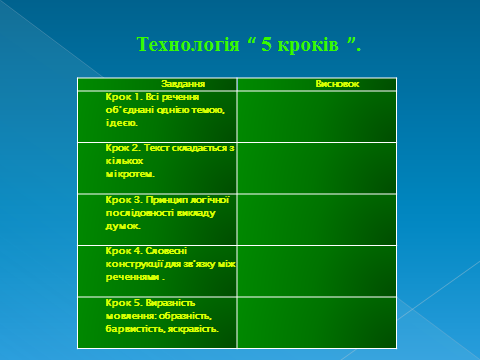 Технологія “ 5 кроків ”.
Завдання Висновок
Крок 1. Всі речення
об’єднані однією темою,
ідеєю.
Крок 2. Текст складається з
кількох
мікротем.
Крок 3. Принцип логічної
послідовності викладу
думок.
Крок 4. Словесні
конструкції для зв’язку між
реченнями .
Крок 5. Виразність
мовлення: образність,
барвистість, яскравість.